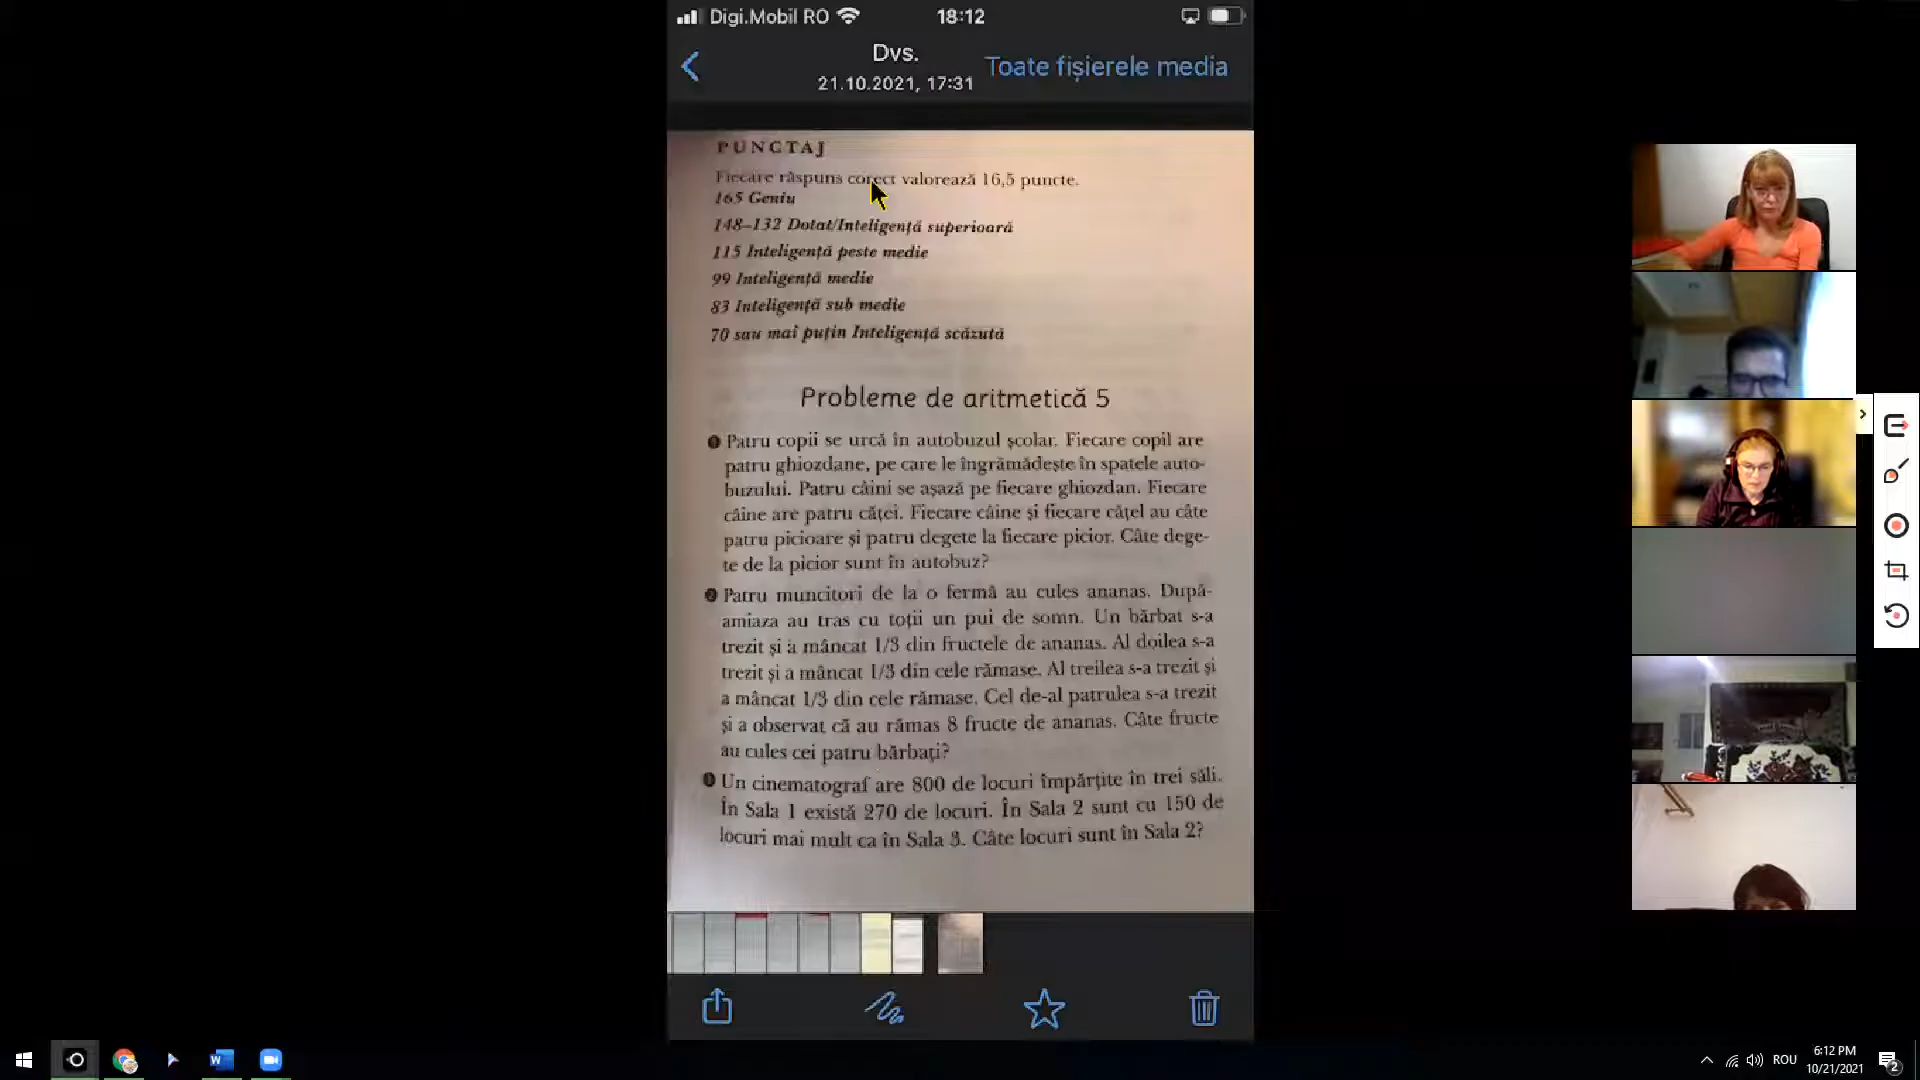 Digi.Mobil RO
18:12
Dvs.
21.10.2021, 17:31
Toate fișierele media
PUNCTAJ
Fiecare răspuns corect valorează 16,5 puncte.
165 Geniu
148–132 Dotat/Inteligență superioară
115 Inteligență peste medie
99 Inteligență medie
83 Inteligență sub medie
70 sau mai puțin Inteligență scăzută
Probleme de aritmetică 5
1 Patru copii se urcă în autobuzul școlar. Fiecare copil are
patru ghiozdane, pe care le îngrămădește în spatele auto-
buzului. Patru câini se așază pe fiecare ghiozdan. Fiecare
câine are patru căței. Fiecare câine și fiecare cățel au câte
patru picioare și patru degete la fiecare picior. Câte dege-
te de la picior sunt în autobuz?
2 Patru muncitori de la o fermă au cules ananas. După-
amiaza au tras cu toții un pui de somn. Un bărbat s-a
trezit și a mâncat 1/3 din fructele de ananas. Al doilea s-a
trezit și a mâncat 1/3 din cele rămase. Al treilea s-a trezit și
a mâncat 1/3 din cele rămase. Cel de-al patrulea s-a trezit
și a observat că au rămas 8 fructe de ananas. Câte fructe
au cules cei patru bărbați?
3 Un cinematograf are 800 de locuri împărțite în trei săli.
În Sala 1 există 270 de locuri. În Sala 2 sunt cu 150 de
locuri mai mult ca în Sala 3. Câte locuri sunt în Sala 2?
W
ROU
6:12 PM
10/21/2021
2